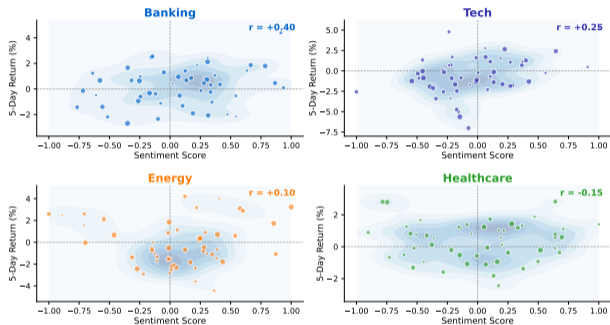 Banking
r = +0.40
5-Day Return (%)
4
2
0
−2
−1.00 −0.75 −0.50 −0.25 0.00 0.25 0.50 0.75 1.00
Sentiment Score
Tech
r = +0.25
5-Day Return (%)
5.0
2.5
0.0
−2.5
−5.0
−7.5
−1.00 −0.75 −0.50 −0.25 0.00 0.25 0.50 0.75 1.00
Sentiment Score
Energy
r = +0.10
5-Day Return (%)
4
2
0
−2
−4
−1.00 −0.75 −0.50 −0.25 0.00 0.25 0.50 0.75 1.00
Sentiment Score
Healthcare
r = -0.15
5-Day Return (%)
2
0
−2
−1.00 −0.75 −0.50 −0.25 0.00 0.25 0.50 0.75 1.00
Sentiment Score